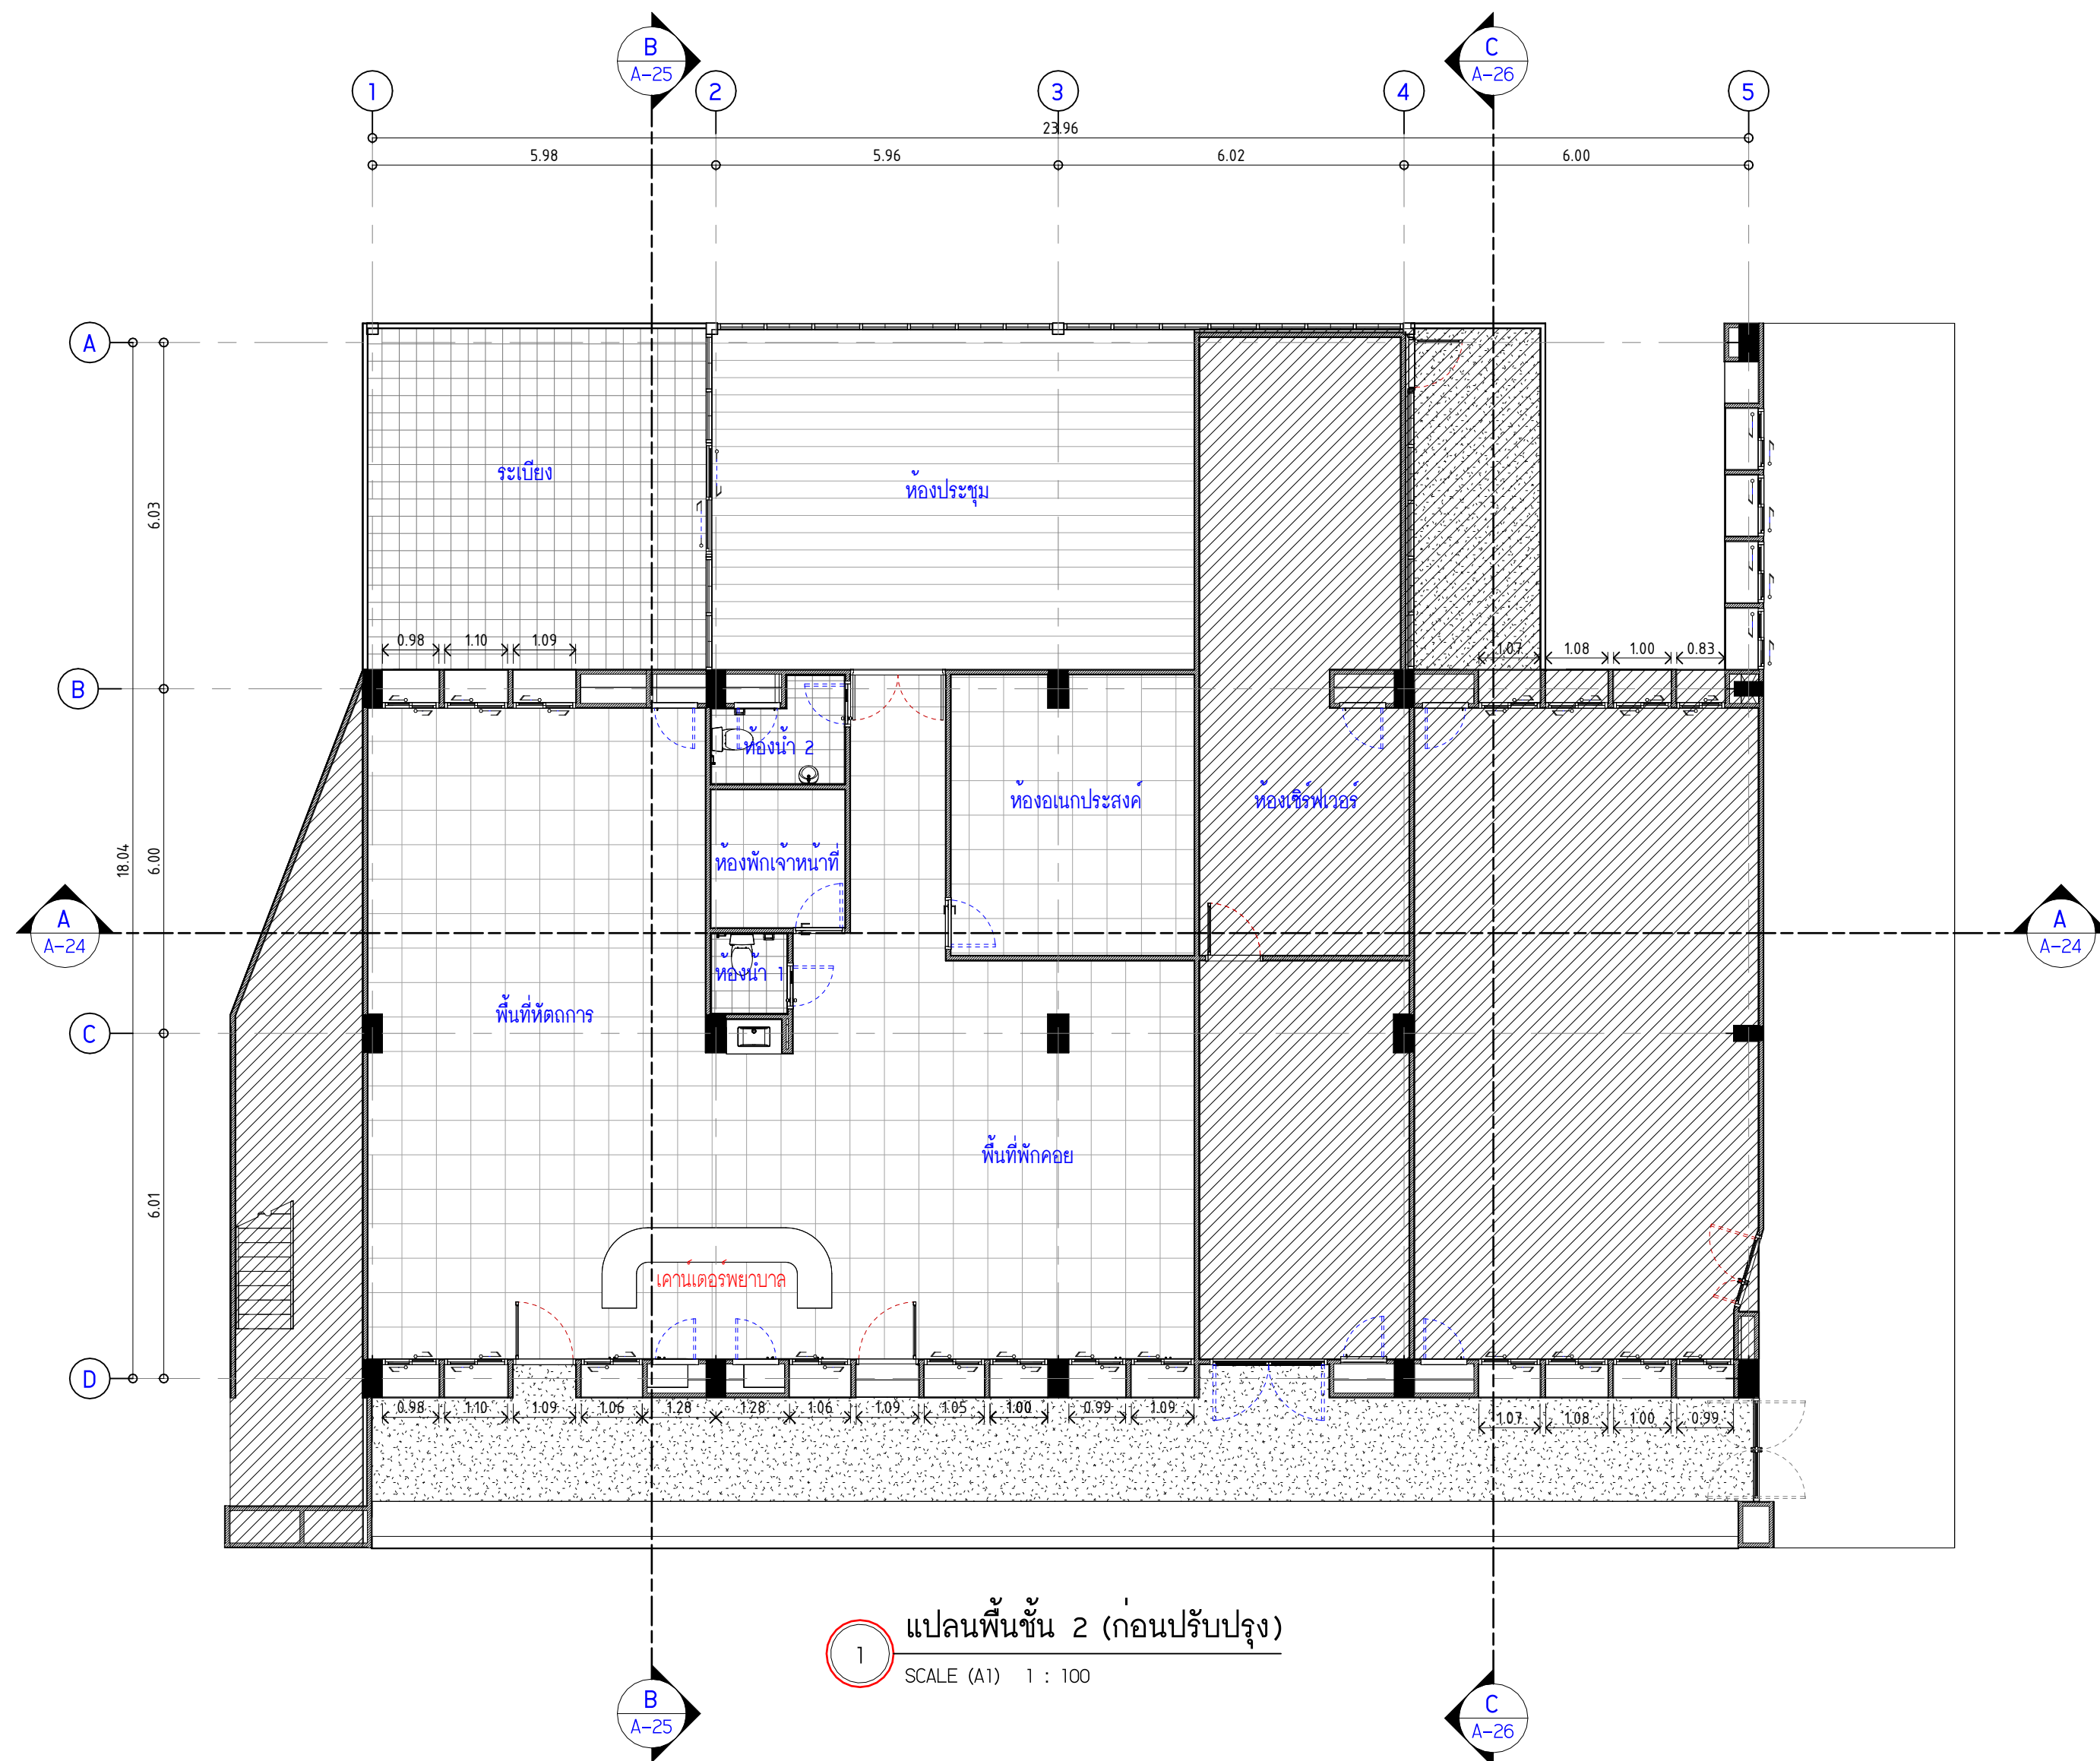 B
A-25
C
A-26
1
2
3
4
5
23.96
5.98
5.96
6.02
6.00
A
ระเบียง
ห้องประชุม
6.03
0.98
1.10
1.09
1.07
1.08
1.00
0.83
B
ห้องน้ำ 2
ห้องอเนกประสงค์
ห้องเซิร์ฟเวอร์
18.04
6.00
ห้องพักเจ้าหน้าที่
A
A-24
A
A-24
ห้องน้ำ 1
พื้นที่หัตถการ
C
พื้นที่พักคอย
6.01
เคาน์เตอร์พยาบาล
D
0.98
1.10
1.09
1.06
1.28
1.28
1.06
1.09
1.05
1.00
0.99
1.09
1.07
1.08
1.00
0.99
1
แปลนพื้นชั้น 2 (ก่อนปรับปรุง)
SCALE (A1) 1 : 100
B
A-25
C
A-26